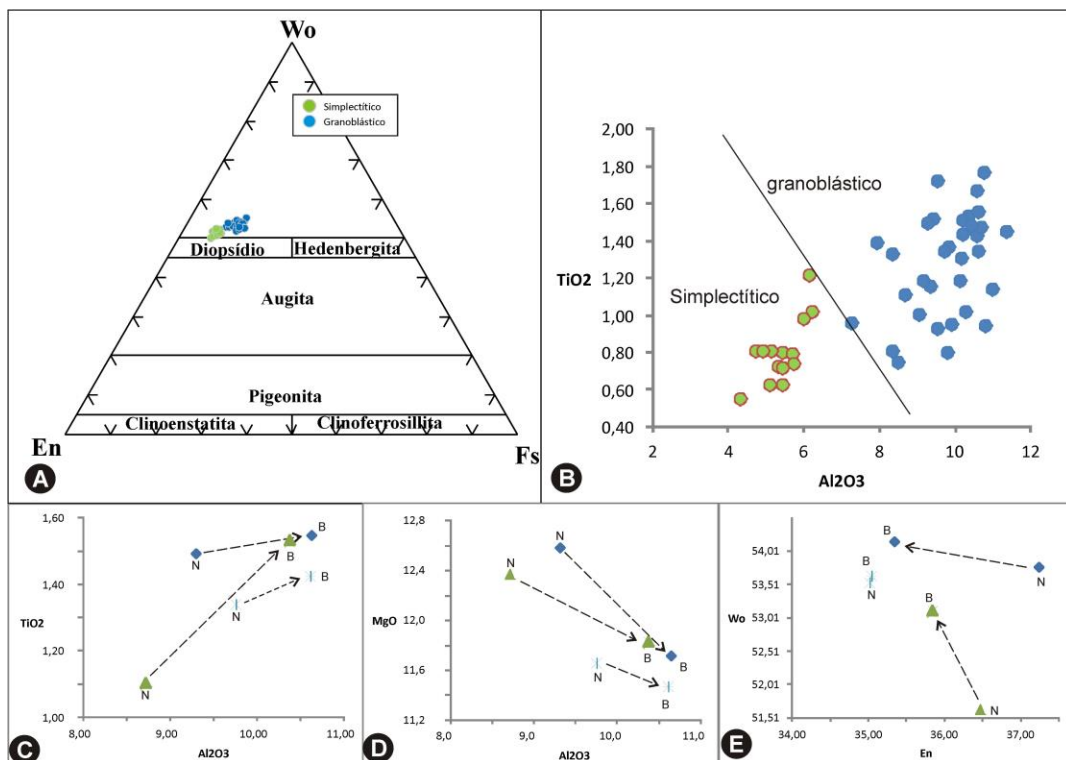 Wo
Simplectítico
Granoblástico
Diopsídio
Hedenbergita
Augita
Pigeonita
Clinoenstatita
Clinoferrosillita
En
Fs
A
2,00
1,80
1,60
1,40
1,20
1,00
0,80
0,60
0,40
TiO2
granoblástico
Simplectítico
2 4 6 8 10 12
Al2O3
B
1,60
1,40
1,20
1,00
TiO2
N
B
B
B
N
N
8,00 9,00 10,00 11,00
Al2O3
C
12,8
12,4
12,0
11,6
11,2
MgO
N
N
B
B
N
B
8,0 9,0 10,0 11,0
Al2O3
D
54,01
53,51
53,01
52,51
52,01
51,51
Wo
B
N
B
N
B
N
34,00 35,00 36,00 37,00
En
E